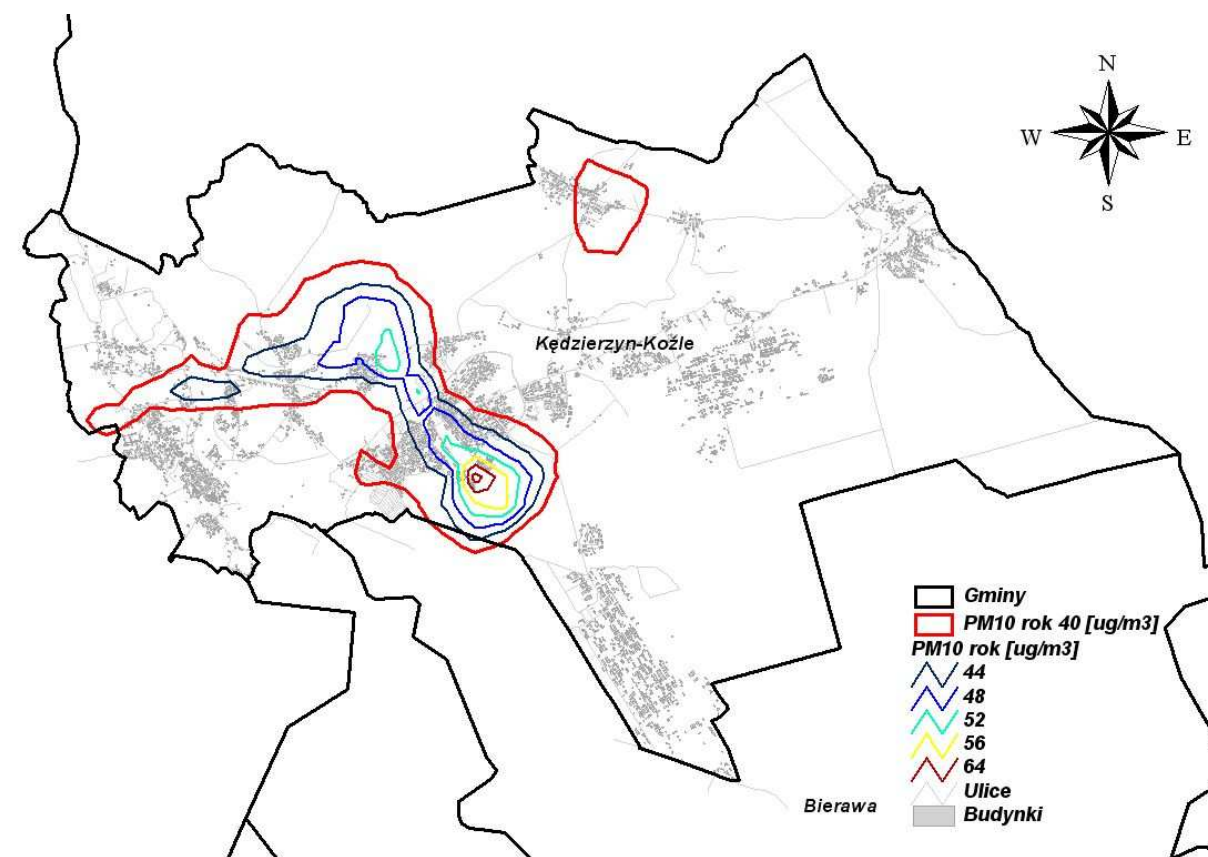 N
W E
S
Kędzierzyn-Koźle
Gminy
PM10 rok 40 [ug/m3]
PM10 rok [ug/m3]
44
48
52
56
64
Ulice
Budynki
Bierawa